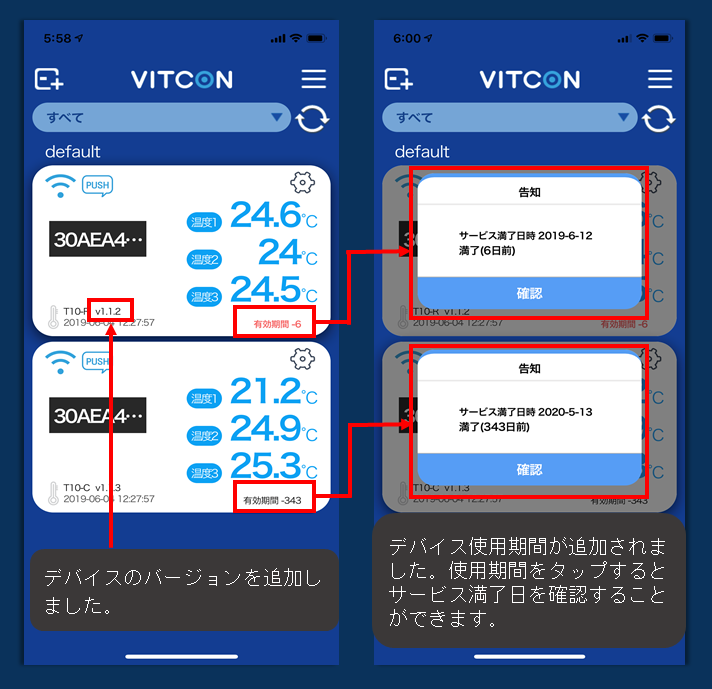 5:58
VITCON
すべて
default
PUSH
30AEA4…
温度1 24.6℃
温度2 24℃
温度3 24.5℃
T10-R v1.1.2
2019-06-04 12:27:57
有効期間 -6
PUSH
30AEA4…
温度1 21.2℃
温度2 24.9℃
温度3 25.3℃
T10-C v1.1.3
2019-06-04 12:27:57
有効期間 -343
デバイスのバージョンを追加し
ました。
6:00
VITCON
すべて
default
告知
サービス満了日時 2019-6-12
満了(6日前)
確認
T10-R v1.1.2
2019-06-04 12:27:57
有効期間 -6
告知
サービス満了日時 2020-5-13
満了(343日前)
確認
T10-C v1.1.3
2019-06-04 12:27:57
有効期間 -343
デバイス使用期間が追加されま
した。使用期間をタップすると
サービス満了日を確認すること
ができます。